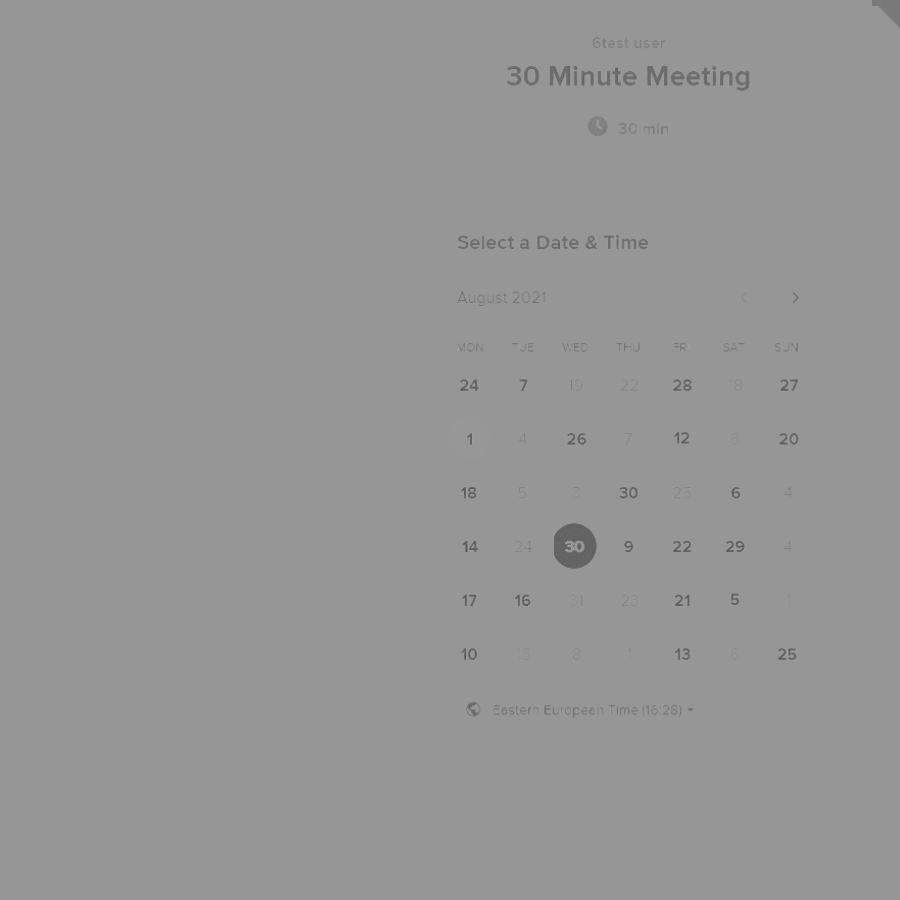 6test user
30 Minute Meeting
30 min
Select a Date & Time
August 2021
MON TUE WED THU FRI SAT SUN
24 7 19 22 28 18 27
1 4 26 7 12 6 20
18 5 3 30 23 6 4
14 24 30 9 22 29 4
17 16 31 23 21 5 1
10 15 8 1 13 6 25
Eastern European Time (16:28)